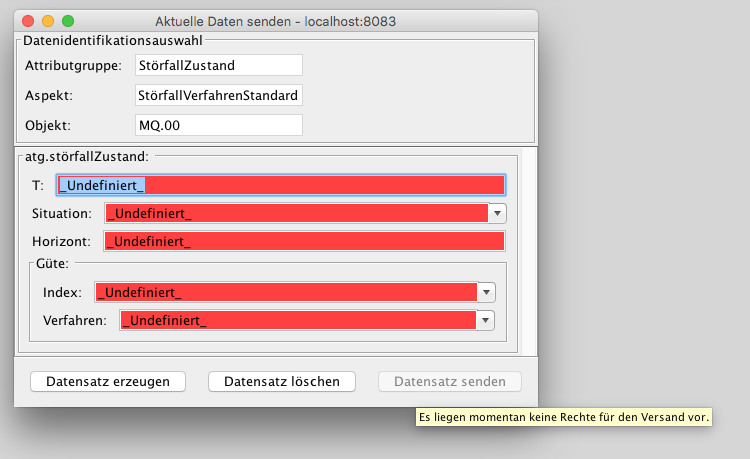 Aktuelle Daten senden - localhost:8083
Datenidentifikationsauswahl
Attributgruppe: StörfallZustand
Aspekt: StörfallVerfahrenStandard
Objekt: MQ.00
atg.störfallZustand:
T: _Undefiniert_
Situation: _Undefiniert_
Horizont: _Undefiniert_
Güte:
Index: _Undefiniert_
Verfahren: _Undefiniert_
Datensatz erzeugen Datensatz löschen Datensatz senden
Es liegen momentan keine Rechte für den Versand vor.